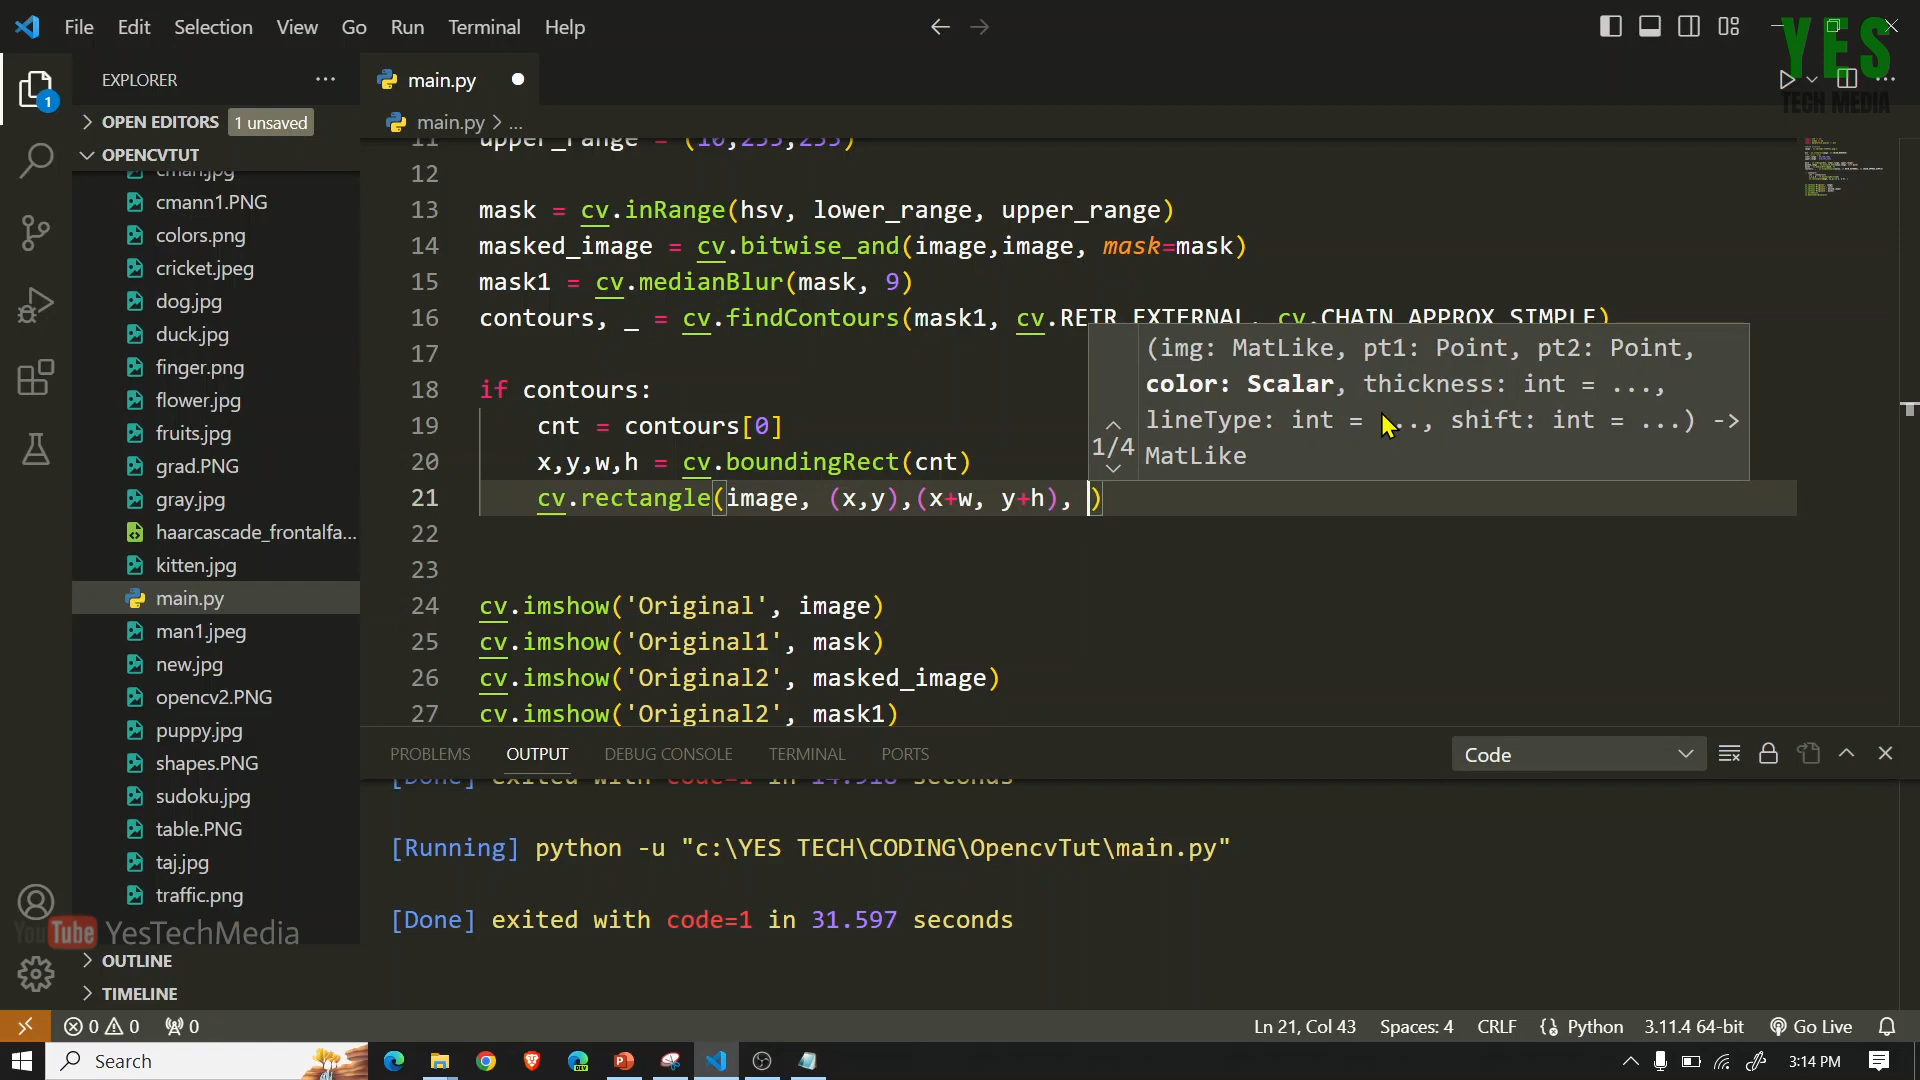 File Edit Selection View Go Run Terminal Help
YES
TECH MEDIA
EXPLORER
main.py
OPEN EDITORS 1 unsaved
main.py > ...
OPENCVTUT
cman.jpg
cmann1.PNG
colors.png
cricket.jpeg
dog.jpg
duck.jpg
finger.png
flower.jpg
fruits.jpg
grad.PNG
gray.jpg
haarcascade_frontalfa...
kitten.jpg
main.py
man1.jpeg
new.jpg
opencv2.PNG
puppy.jpg
shapes.PNG
sudoku.jpg
table.PNG
taj.jpg
traffic.png
YouTube YesTechMedia
OUTLINE
TIMELINE
11 upper_range = (10,255,255)
12
13 mask = cv.inRange(hsv, lower_range, upper_range)
14 masked_image = cv.bitwise_and(image,image, mask=mask)
15 mask1 = cv.medianBlur(mask, 9)
16 contours, _ = cv.findContours(mask1, cv.RETR_EXTERNAL, cv.CHAIN_APPROX_SIMPLE)
17
18 if contours:
19 cnt = contours[0]
20 x,y,w,h = cv.boundingRect(cnt)
21 cv.rectangle(image, (x,y),(x+w, y+h), )
22
23
24 cv.imshow('Original', image)
25 cv.imshow('Original1', mask)
26 cv.imshow('Original2', masked_image)
27 cv.imshow('Original2', mask1)
(img: MatLike, pt1: Point, pt2: Point,
color: Scalar, thickness: int = ...,
lineType: int = ..., shift: int = ...) ->
1/4 MatLike
PROBLEMS OUTPUT DEBUG CONSOLE TERMINAL PORTS Code
[Done] exited with code=1 in 14.918 seconds
[Running] python -u "c:\YES TECH\CODING\OpencvTut\main.py"
[Done] exited with code=1 in 31.597 seconds
0 0 0 Ln 21, Col 43 Spaces: 4 CRLF Python 3.11.4 64-bit Go Live
Search 3:14 PM